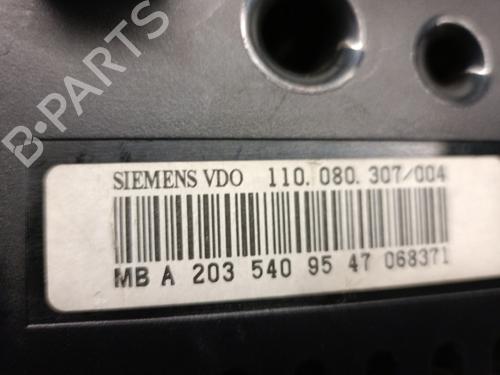 B-PARTS
SIEMENS VDO 110.080.307/004
MB A 203 540 95 47 068371